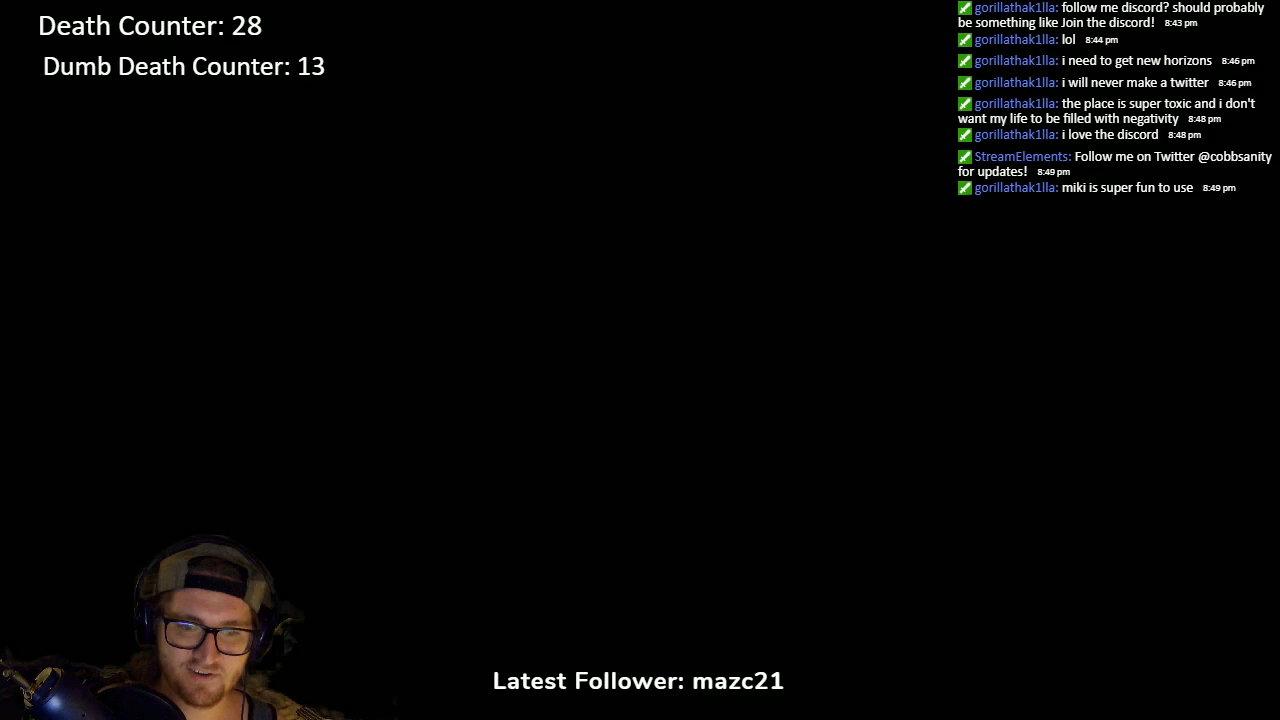 Death Counter: 28
Dumb Death Counter: 13
gorillathak1lla: follow me discord? should probably
be something like Join the discord! 8:43 pm
gorillathak1lla: lol 8:44 pm
gorillathak1lla: i need to get new horizons 8:46 pm
gorillathak1lla: i will never make a twitter 8:46 pm
gorillathak1lla: the place is super toxic and i don't
want my life to be filled with negativity 8:48 pm
gorillathak1lla: i love the discord 8:48 pm
StreamElements: Follow me on Twitter @cobbsanity
for updates! 8:49 pm
gorillathak1lla: miki is super fun to use 8:49 pm
Latest Follower: mazc21